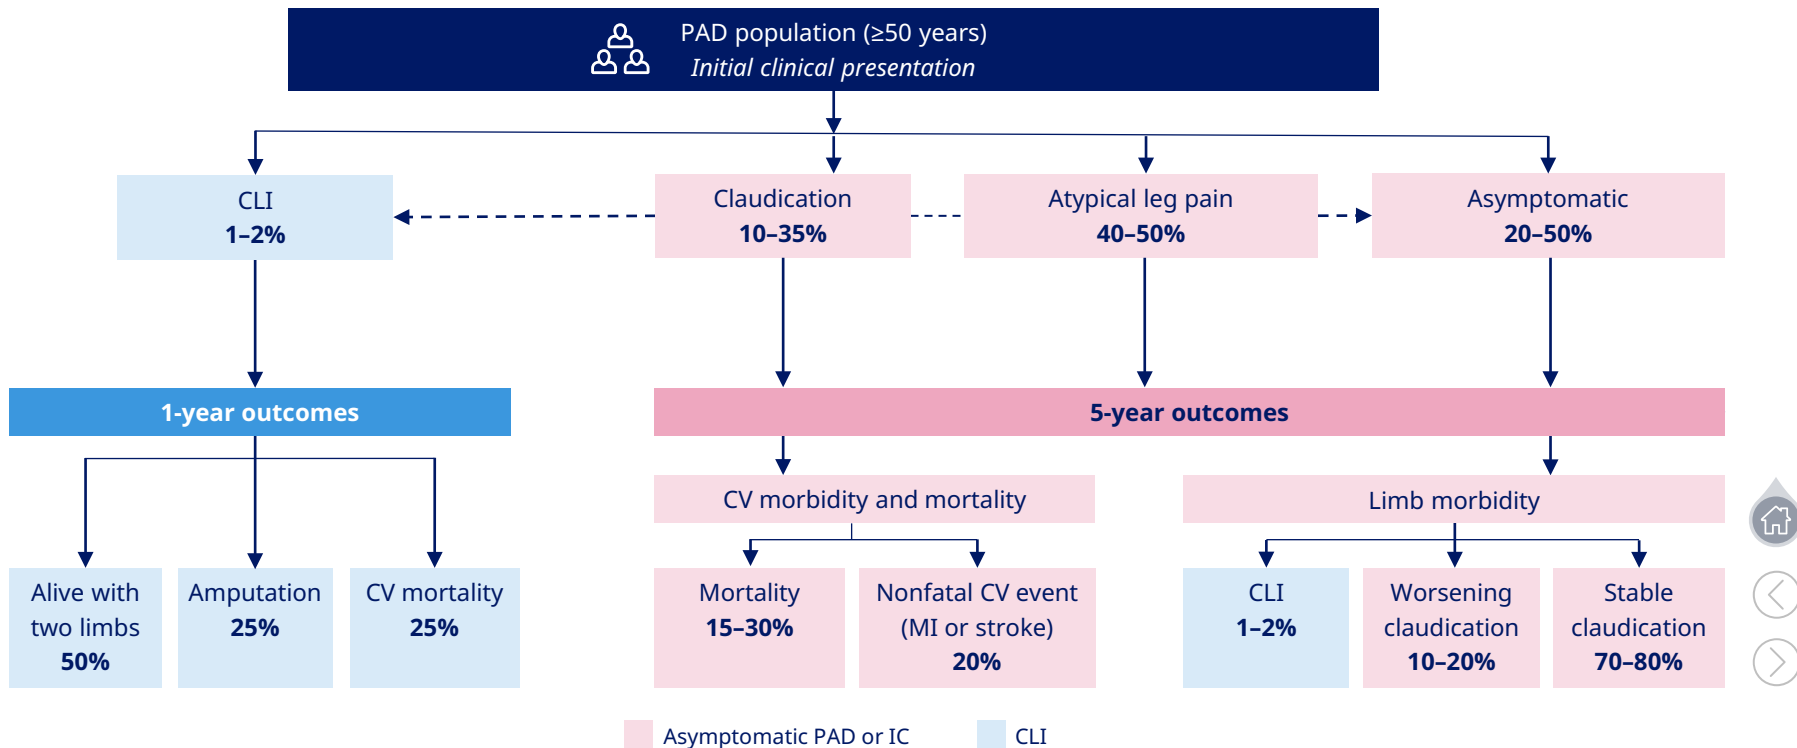 PAD population (≥50 years)
Initial clinical presentation
CLI
1–2%
Claudication
10–35%
Atypical leg pain
40–50%
Asymptomatic
20–50%
1-year outcomes
5-year outcomes
CV morbidity and mortality
Limb morbidity
Alive with
two limbs
50%
Amputation
25%
CV mortality
25%
Mortality
15–30%
Nonfatal CV event
(MI or stroke)
20%
CLI
1–2%
Worsening
claudication
10–20%
Stable
claudication
70–80%
Asymptomatic PAD or IC
CLI